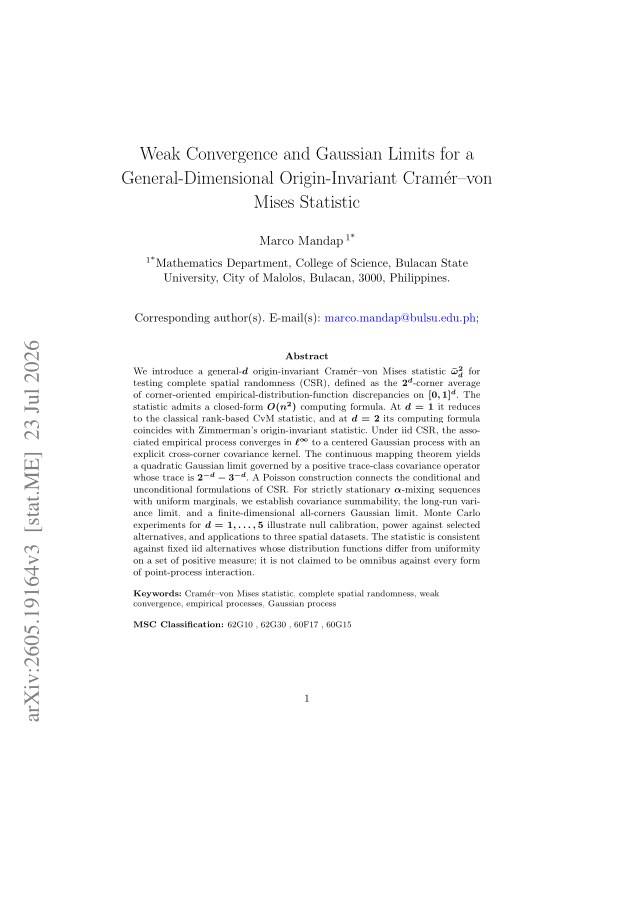 Weak Convergence and Gaussian Limits for a
General-Dimensional Origin-Invariant Cramér–von
Mises Statistic
Marco Mandap 1*
1*Mathematics Department, College of Science, Bulacan State
University, City of Malolos, Bulacan, 3000, Philippines.
Corresponding author(s). E-mail(s): marco.mandap@bulsu.edu.ph;
Abstract
We introduce a general-d origin-invariant Cramér–von Mises statistic ω̄²_d for
testing complete spatial randomness (CSR), defined as the 2^d-corner average
of corner-oriented empirical-distribution-function discrepancies on [0, 1]^d. The
statistic admits a closed-form O(n²) computing formula. At d = 1 it reduces
to the classical rank-based CvM statistic, and at d = 2 its computing formula
coincides with Zimmerman's origin-invariant statistic. Under iid CSR, the asso-
ciated empirical process converges in ℓ^∞ to a centered Gaussian process with an
explicit cross-corner covariance kernel. The continuous mapping theorem yields
a quadratic Gaussian limit governed by a positive trace-class covariance operator
whose trace is 2^−d − 3^−d. A Poisson construction connects the conditional and
unconditional formulations of CSR. For strictly stationary α-mixing sequences
with uniform marginals, we establish covariance summability, the long-run vari-
ance limit, and a finite-dimensional all-corners Gaussian limit. Monte Carlo
experiments for d = 1, . . . , 5 illustrate null calibration, power against selected
alternatives, and applications to three spatial datasets. The statistic is consistent
against fixed iid alternatives whose distribution functions differ from uniformity
on a set of positive measure; it is not claimed to be omnibus against every form
of point-process interaction.
Keywords: Cramér–von Mises statistic, complete spatial randomness, weak
convergence, empirical processes, Gaussian process
MSC Classification: 62G10 , 62G30 , 60F17 , 60G15
1
arXiv:2605.19164v3 [stat.ME] 23 Jul 2026